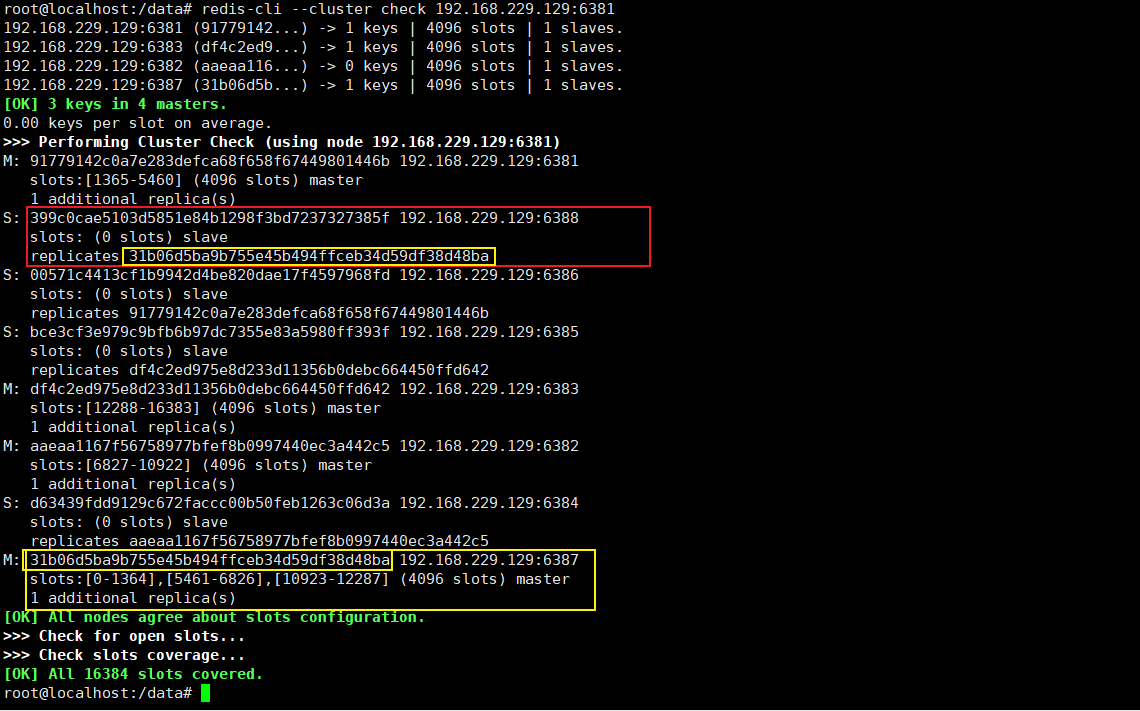 root@localhost:/data# redis-cli --cluster check 192.168.229.129:6381
192.168.229.129:6381 (91779142...) -> 1 keys | 4096 slots | 1 slaves.
192.168.229.129:6383 (df4c2ed9...) -> 1 keys | 4096 slots | 1 slaves.
192.168.229.129:6382 (aaeaa116...) -> 0 keys | 4096 slots | 1 slaves.
192.168.229.129:6387 (31b06d5b...) -> 1 keys | 4096 slots | 1 slaves.
[OK] 3 keys in 4 masters.
0.00 keys per slot on average.
>>> Performing Cluster Check (using node 192.168.229.129:6381)
M: 91779142c0a7e283defca68f658f67449801446b 192.168.229.129:6381
   slots:[1365-5460] (4096 slots) master
   1 additional replica(s)
S: 399c0cae5103d5851e84b1298f3bd7237327385f 192.168.229.129:6388
   slots: (0 slots) slave
   replicates 31b06d5ba9b755e45b494ffceb34d59df38d48ba
S: 00571c4413cf1b9942d4be820dae17f4597968fd 192.168.229.129:6386
   slots: (0 slots) slave
   replicates 91779142c0a7e283defca68f658f67449801446b
S: bce3cf3e979c9bfb6b97dc7355e83a5980ff393f 192.168.229.129:6385
   slots: (0 slots) slave
   replicates df4c2ed975e8d233d11356b0debc664450ffd642
M: df4c2ed975e8d233d11356b0debc664450ffd642 192.168.229.129:6383
   slots:[12288-16383] (4096 slots) master
   1 additional replica(s)
M: aaeaa1167f56758977bfef8b0997440ec3a442c5 192.168.229.129:6382
   slots:[6827-10922] (4096 slots) master
   1 additional replica(s)
S: d63439fdd9129c672faccc00b50feb1263c06d3a 192.168.229.129:6384
   slots: (0 slots) slave
   replicates aaeaa1167f56758977bfef8b0997440ec3a442c5
M: 31b06d5ba9b755e45b494ffceb34d59df38d48ba 192.168.229.129:6387
   slots:[0-1364],[5461-6826],[10923-12287] (4096 slots) master
   1 additional replica(s)
[OK] All nodes agree about slots configuration.
>>> Check for open slots...
>>> Check slots coverage...
[OK] All 16384 slots covered.
root@localhost:/data#